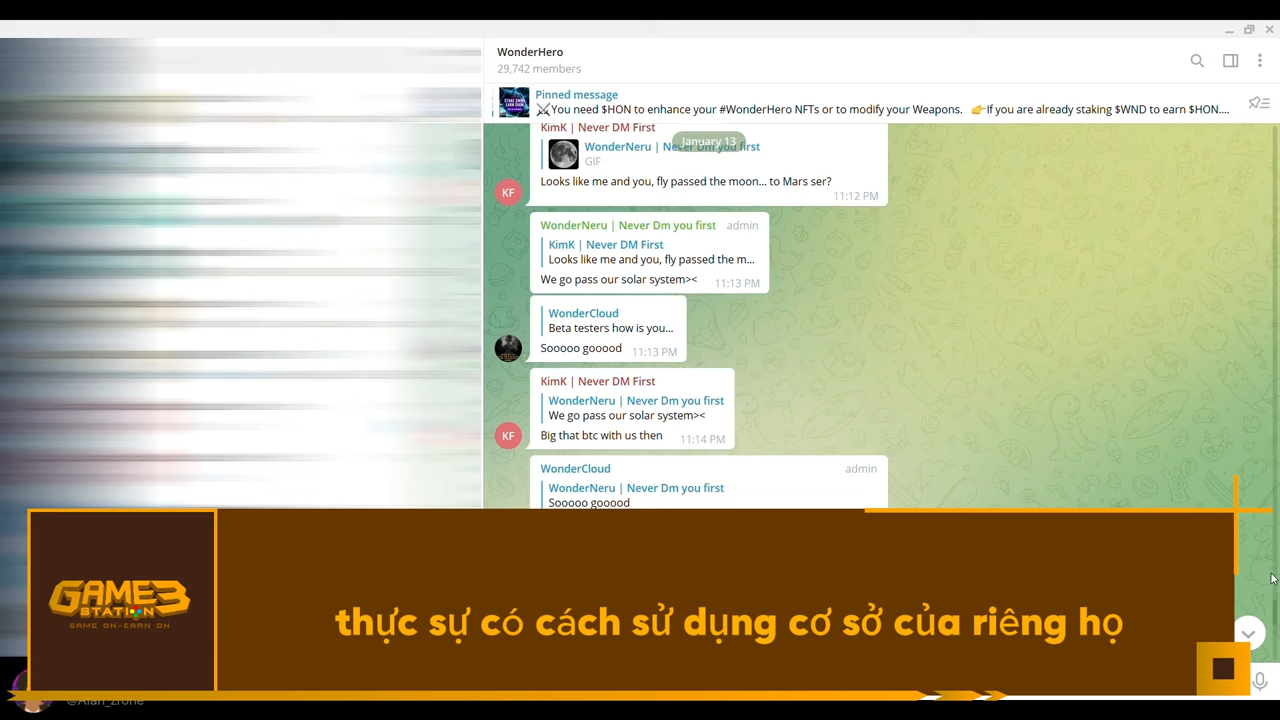 WonderHero
29,742 members
Pinned message
⚔️You need $HON to enhance your #WonderHero NFTs or to modify your Weapons. 👉If you are already staking $WND to earn $HON....
KimK | Never DM First
January 13
WonderNeru | Never Dm you first
GIF
Looks like me and you, fly passed the moon... to Mars ser?
11:12 PM
KF
WonderNeru | Never Dm you first admin
KimK | Never DM First
Looks like me and you, fly passed the m...
We go pass our solar system><
11:13 PM
WonderCloud
Beta testers how is you...
Sooooo gooood
11:13 PM
KimK | Never DM First
WonderNeru | Never Dm you first
We go pass our solar system><
Big that btc with us then
11:14 PM
KF
WonderCloud admin
WonderNeru | Never Dm you first
Sooooo gooood
GAME3
STATION
GAME ON-EARN ON
thực sự có cách sử dụng cơ sở của riêng họ
@Alan_zrone